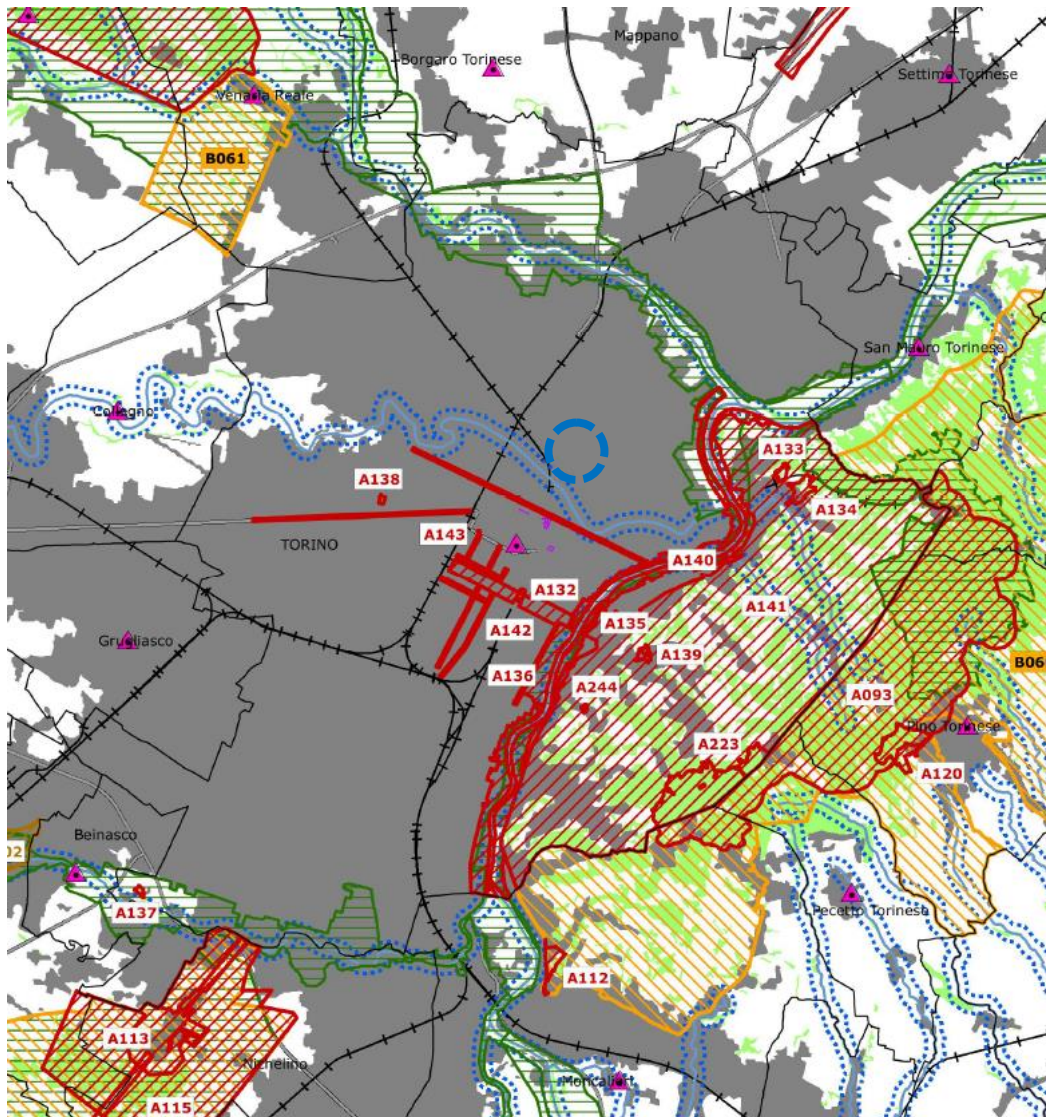 Mappano
Borgaro Torinese
Settimo Torinese
Venaria Reale
B061
San Mauro Torinese
Collegno
A133
A138
A134
A143
TORINO
A140
A132
A141
A142
A135
Grugliasco
A139
A136
B06
A244
A093
Pino Torinese
A223
A120
Beinasco
02
A137
Pecetto Torinese
A112
A113
Nichelino
Moncalieri
A115